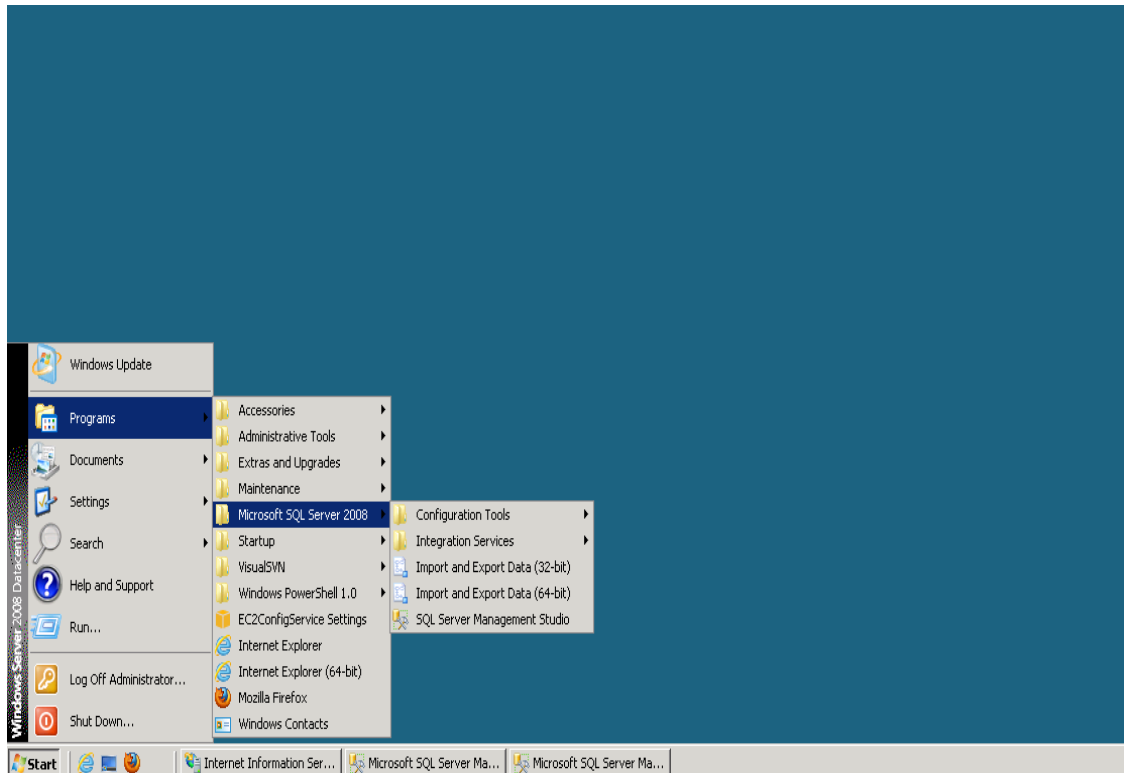 Windows Update
Programs
Documents
Settings
Search
Help and Support
Run...
Log Off Administrator...
Shut Down...
Windows Server 2008 Datacenter
Accessories
Administrative Tools
Extras and Upgrades
Maintenance
Microsoft SQL Server 2008
Startup
VisualSVN
Windows PowerShell 1.0
EC2ConfigService Settings
Internet Explorer
Internet Explorer (64-bit)
Mozilla Firefox
Windows Contacts
Configuration Tools
Integration Services
Import and Export Data (32-bit)
Import and Export Data (64-bit)
SQL Server Management Studio
Start
Internet Information Ser...
Microsoft SQL Server Ma...
Microsoft SQL Server Ma...